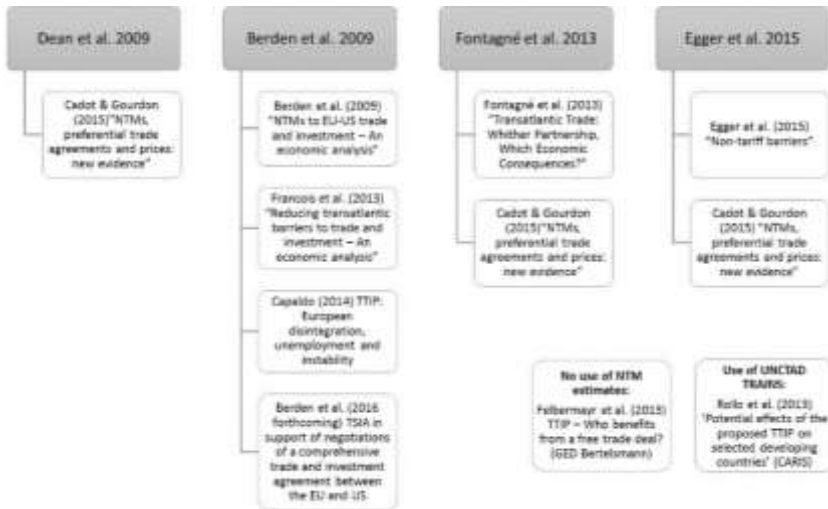 Dean et al. 2009
Cadot & Gourdon
(2015)"NTMs,
preferential trade
agreements and prices:
new evidence"
Berden et al. 2009
Berden et al. (2009)
"NTMs to EU-US trade
and investment – An
economic analysis"
Francois et al. (2013)
"Reducing transatlantic
barriers to trade and
investment – An
economic analysis"
Capaldo (2014) TTIP:
European
disintegration,
unemployment and
instability
Berden et al. (2016
forthcoming) TSIA in
support of negotiations
of a comprehensive
trade and investment
agreement between
the EU and US
Fontagné et al. 2013
Fontagné et al. (2013)
"Transatlantic Trade:
Whither Partnership,
Which Economic
Consequences?"
Cadot & Gourdon
(2015)"NTMs,
preferential trade
agreements and prices:
new evidence"
Egger et al. 2015
Egger et al. (2015)
"Non-tariff barriers"
Cadot & Gourdon
(2015) "NTMs,
preferential trade
agreements and prices:
new evidence"
No use of NTM
estimates:
Felbermayr et al. (2013)
TTIP – Who benefits
from a free trade deal?
(GED Bertelsmann)
Use of UNCTAD
TRAINS:
Rollo et al. (2013)
'Potential effects of the
proposed TTIP on
selected developing
countries' (CARIS)